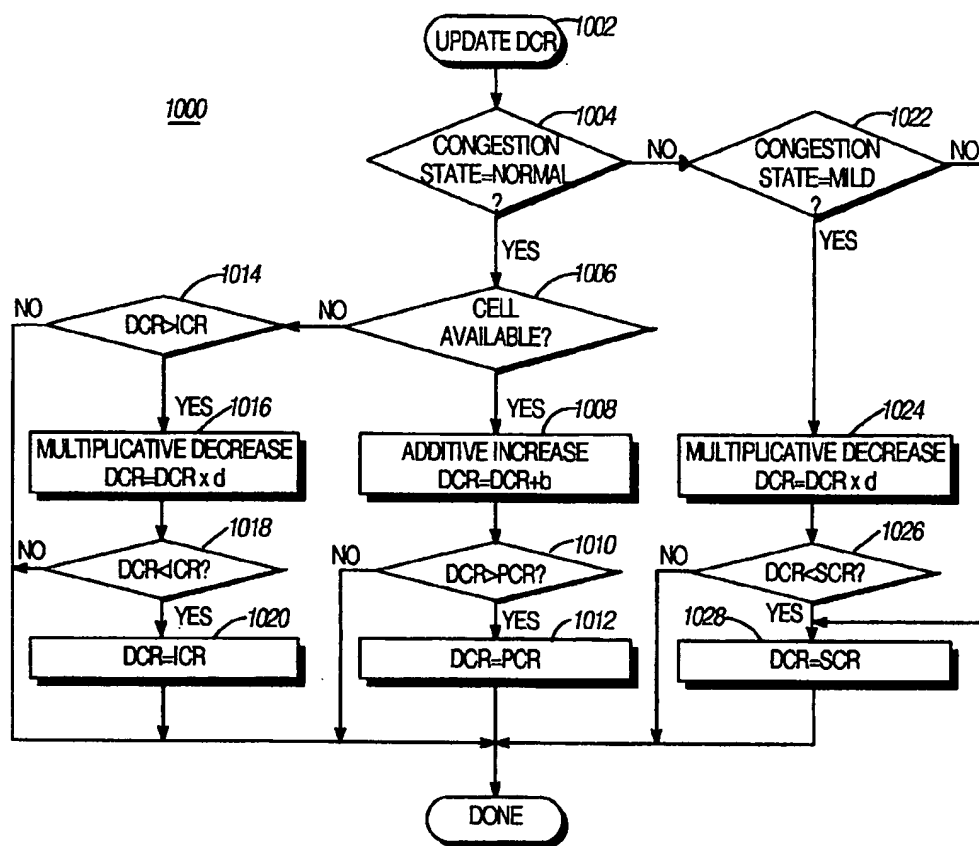 UPDATE DCR
1002
1000
1004
1022
CONGESTION
STATE=NORMAL
?
NO
CONGESTION
STATE=MILD
?
NO
YES
YES
1014
1006
NO
DCR>ICR
NO
CELL
AVAILABLE?
YES
1016
YES
1008
1024
MULTIPLICATIVE DECREASE
DCR=DCR x d
ADDITIVE INCREASE
DCR=DCR+b
MULTIPLICATIVE DECREASE
DCR=DCR x d
1018
1010
1026
NO
DCR<ICR?
NO
DCR>PCR?
NO
DCR<SCR?
YES
1020
YES
1012
YES
1028
DCR=ICR
DCR=PCR
DCR=SCR
DONE